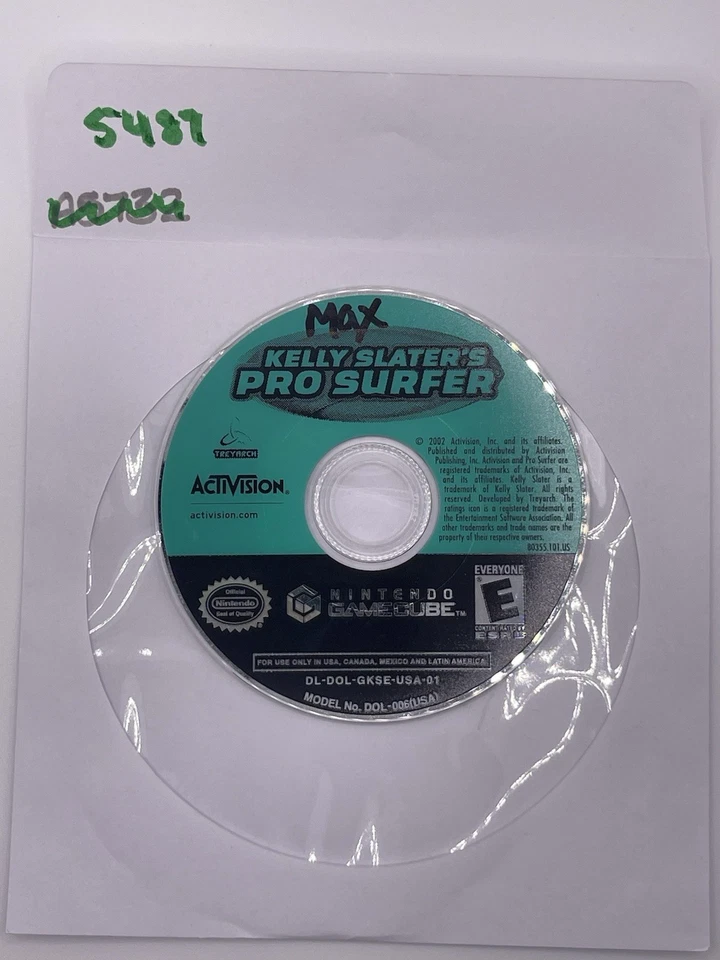 5487
MAX
KELLY SLATER'S
PRO SURFER
TREYARCH
ACTIVISION®
activision.com
© 2002 Activision, Inc. and its affiliates.
Published and distributed by Activision
Publishing, Inc. Activision and Pro Surfer are
registered trademarks of Activision, Inc.
and its affiliates. Kelly Slater is a
trademark of Kelly Slater. All rights
reserved. Developed by Treyarch. The
ratings icon is a registered trademark of
the Entertainment Software Association. All
other trademarks and trade names are the
property of their respective owners.
80355.101.US
Official
Nintendo
Seal of Quality
NINTENDO
GAMECUBE™
EVERYONE
E
CONTENT RATED BY
ESRB
FOR USE ONLY IN USA, CANADA, MEXICO AND LATIN AMERICA
DL-DOL-GKSE-USA-01
MODEL No. DOL-006(USA)